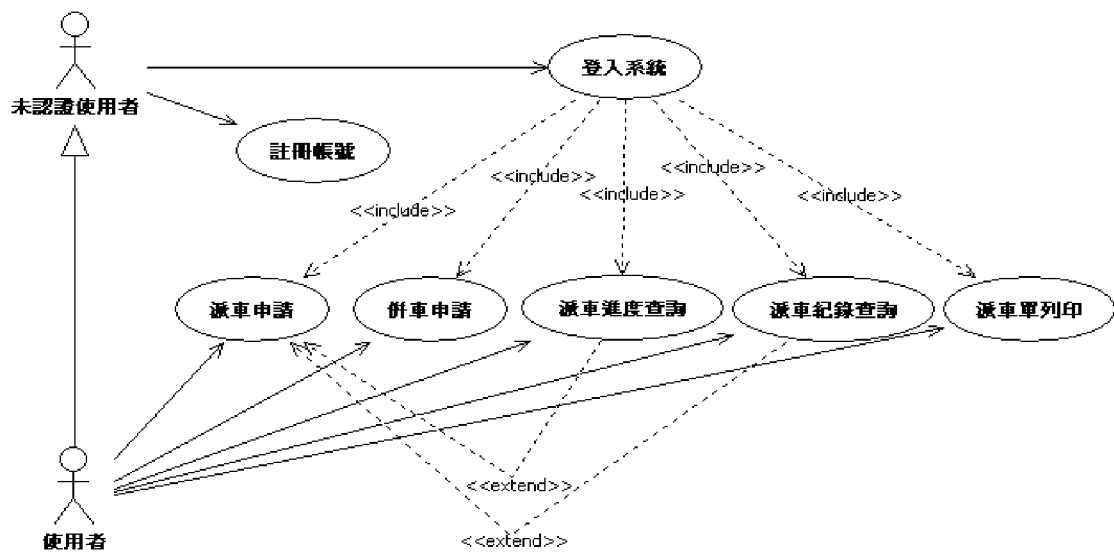 登入系統
未認證使用者
註冊帳號
<<include>>
<<include>>
<<include>>
<<include>>
<<include>>
派車申請
併車申請
派車進度查詢
派車紀錄查詢
派車單列印
<<extend>>
使用者
<<extend>>